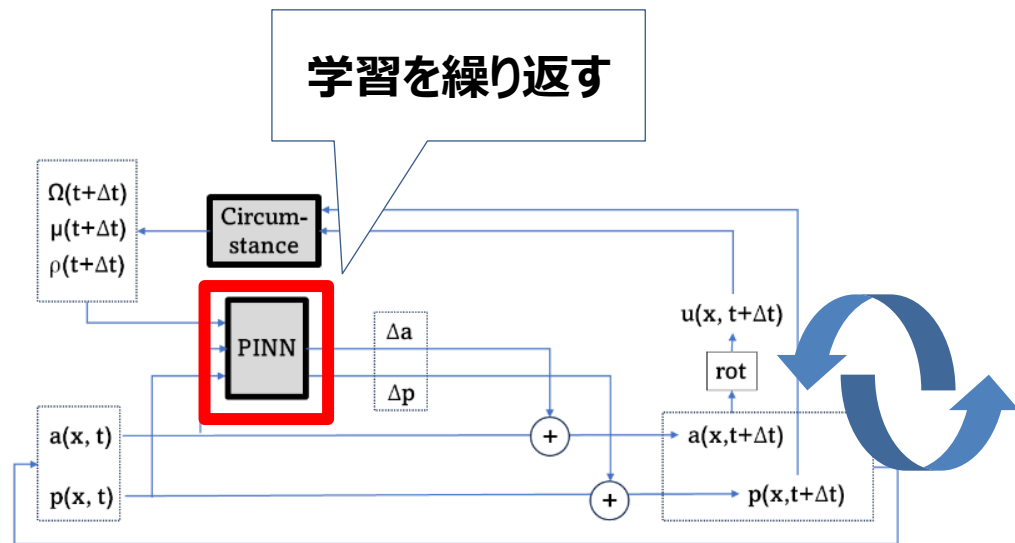 学習を繰り返す
Ω(t+Δt)
μ(t+Δt)
ρ(t+Δt)
Circum-
stance
PINN
Δa
Δp
u(x, t+Δt)
rot
a(x, t)
p(x, t)
+
+
a(x,t+Δt)
p(x,t+Δt)